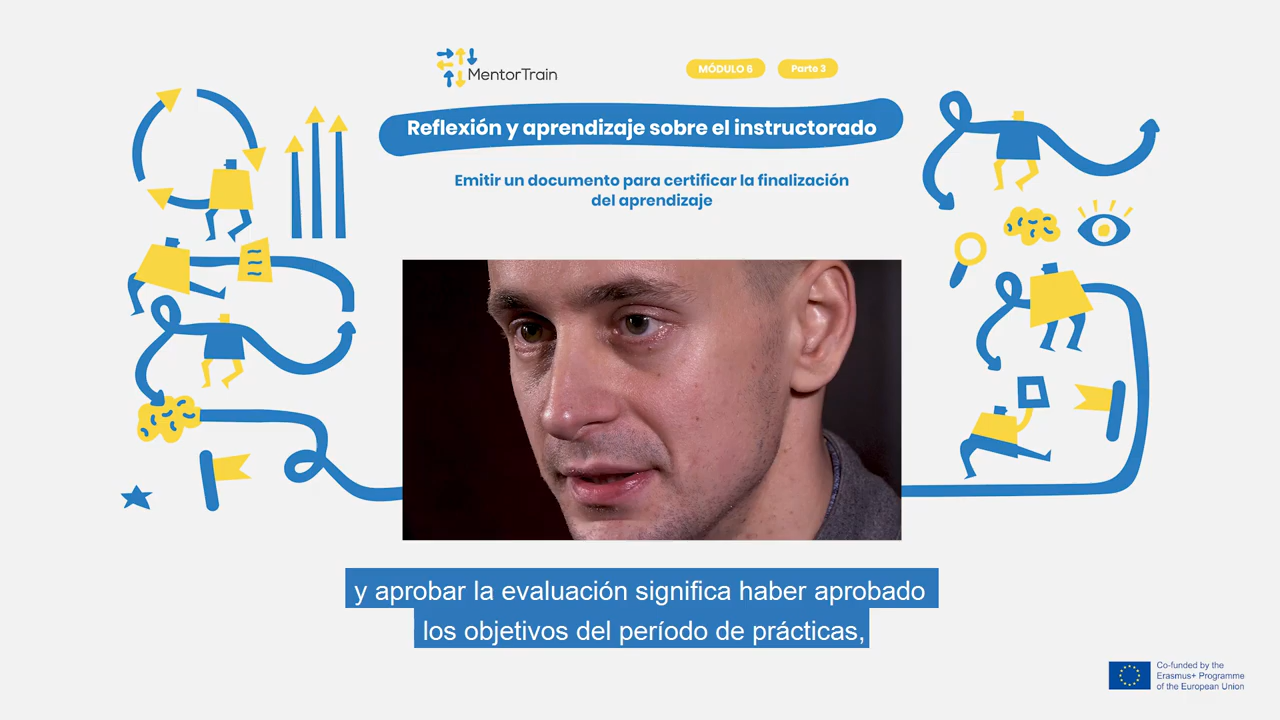 MentorTrain
MÓDULO 6
Parte 3
Reflexión y aprendizaje sobre el instructorado
Emitir un documento para certificar la finalización
del aprendizaje
y aprobar la evaluación significa haber aprobado
los objetivos del período de prácticas,
Co-funded by the
Erasmus+ Programme
of the European Union